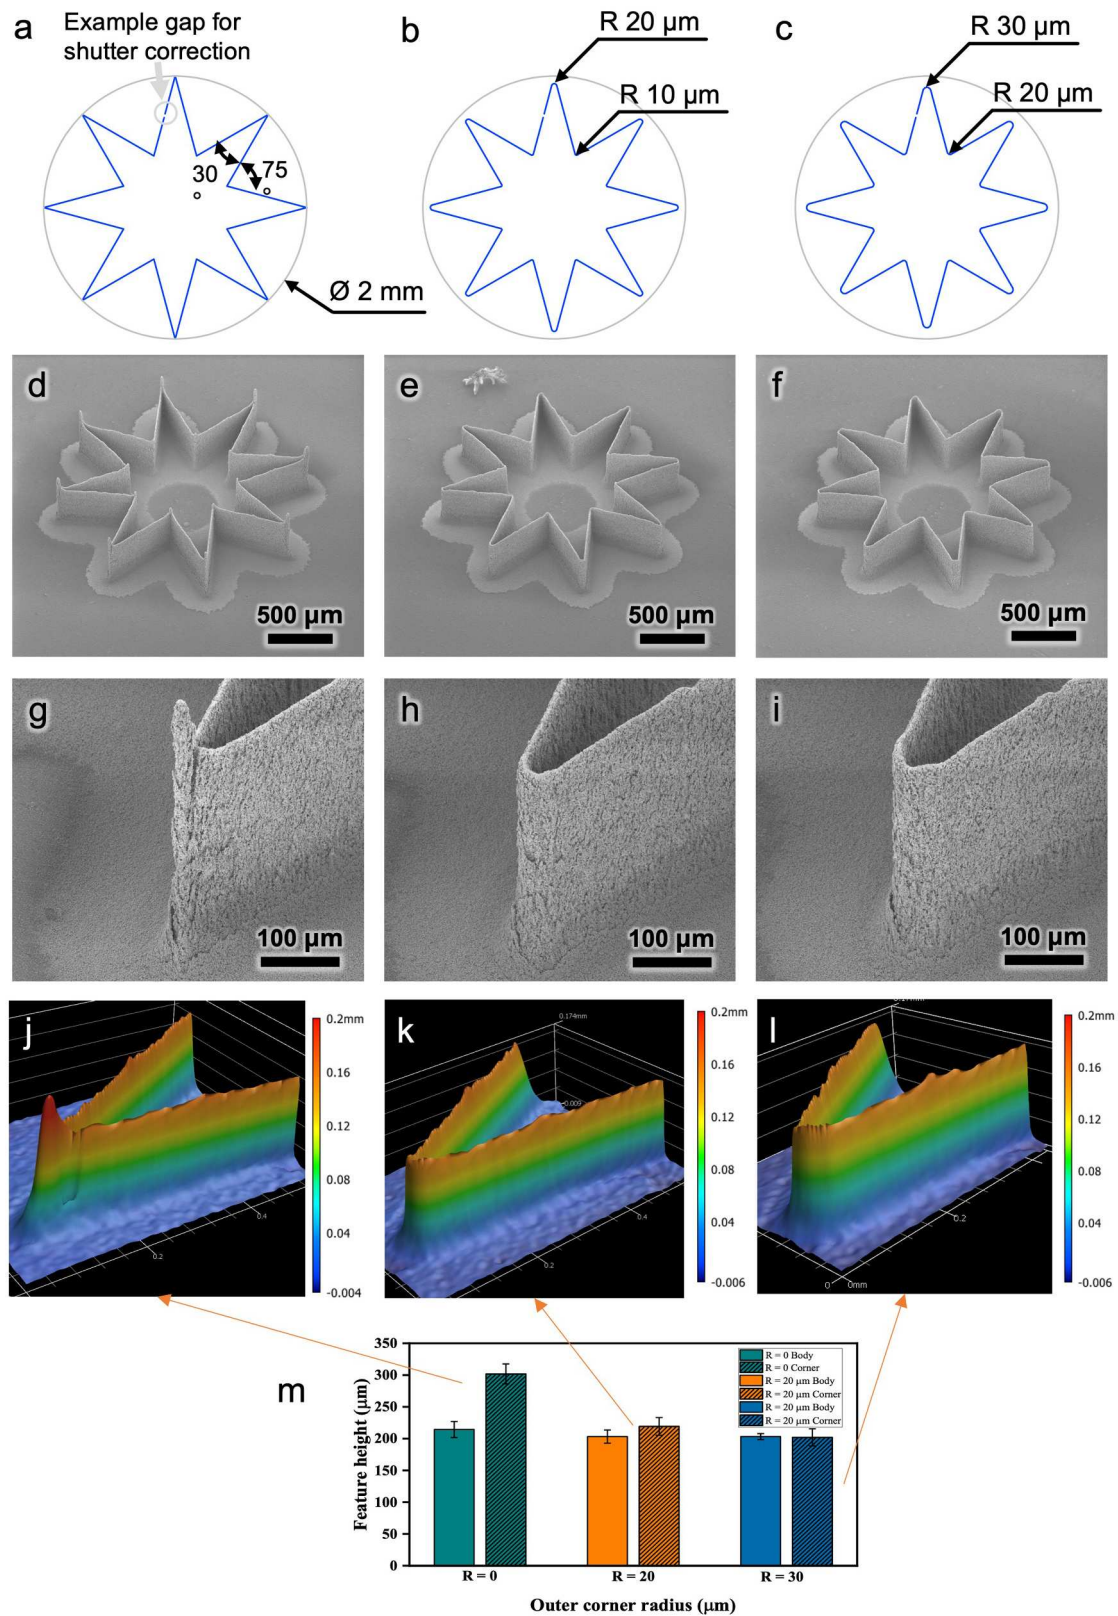 a
Example gap for
shutter correction
30
75
Ø 2 mm
b
R 20 µm
R 10 µm
c
R 30 µm
R 20 µm
d
500 µm
e
500 µm
f
500 µm
g
100 µm
h
100 µm
i
100 µm
j
0.2
0.4
0.2mm
0.16
0.12
0.08
0.04
-0.004
k
0.174mm
-0.009
0.4
0.2
0.2mm
0.16
0.12
0.08
0.04
-0.006
l
0.2
0
0mm
0.2mm
0.16
0.12
0.08
0.04
-0.006
m
Feature height (µm)
350
300
250
200
150
100
50
0
R = 0 Body
R = 0 Corner
R = 20 µm Body
R = 20 µm Corner
R = 20 µm Body
R = 20 µm Corner
R = 0
R = 20
R = 30
Outer corner radius (µm)